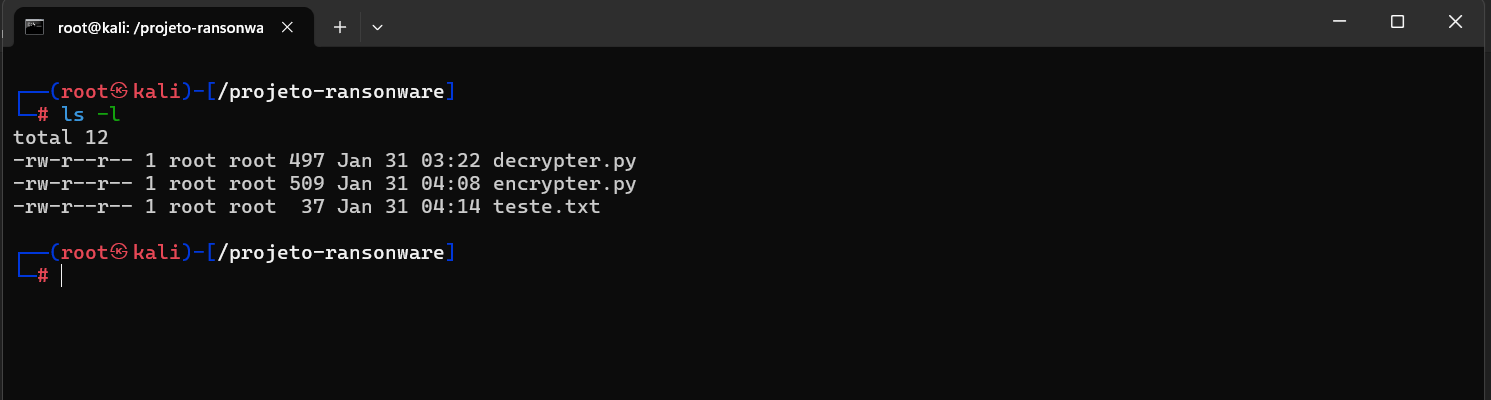 root@kali: /projeto-ransonwa
┌──(root㉿kali)-[/projeto-ransonware]
└─# ls -l
total 12
-rw-r--r-- 1 root root 497 Jan 31 03:22 decrypter.py
-rw-r--r-- 1 root root 509 Jan 31 04:08 encrypter.py
-rw-r--r-- 1 root root  37 Jan 31 04:14 teste.txt
┌──(root㉿kali)-[/projeto-ransonware]
└─#